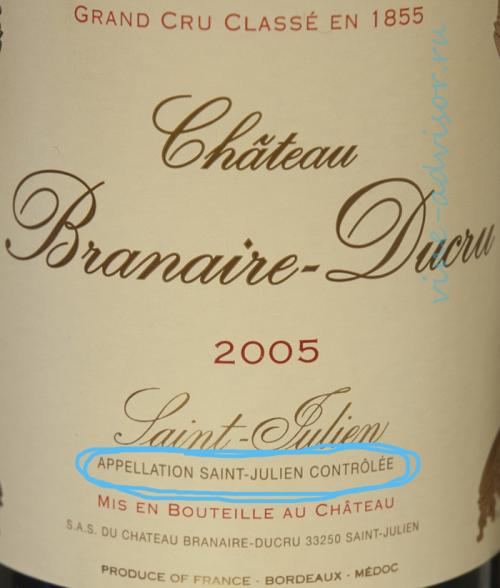 GRAND CRU CLASSÉ EN 1855
Château
Branaire-Ducru
2005
Saint-Julien
APPELLATION SAINT-JULIEN CONTRÔLÉE
MIS EN BOUTEILLE AU CHÂTEAU
S.A.S. DU CHATEAU BRANAIRE-DUCRU 33250 SAINT-JULIEN
PRODUCE OF FRANCE - BORDEAUX - MÉDOC
vine-advisor.ru